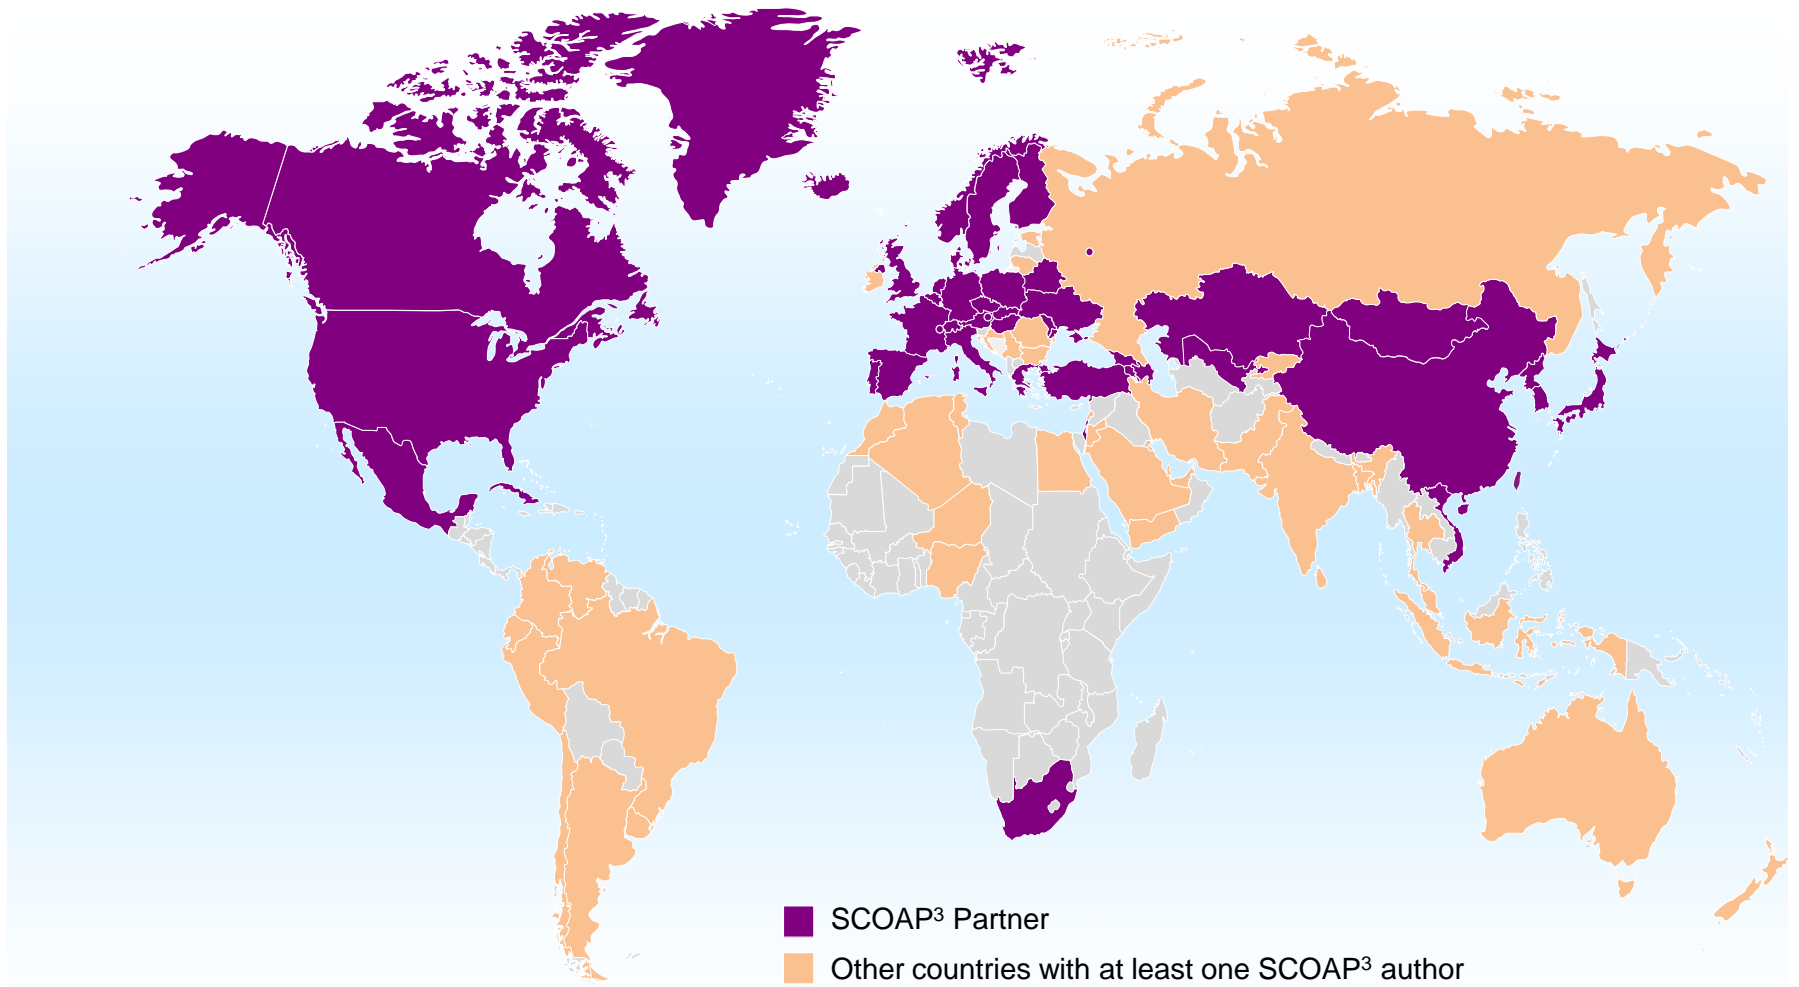 SCOAP³ Partner
Other countries with at least one SCOAP³ author